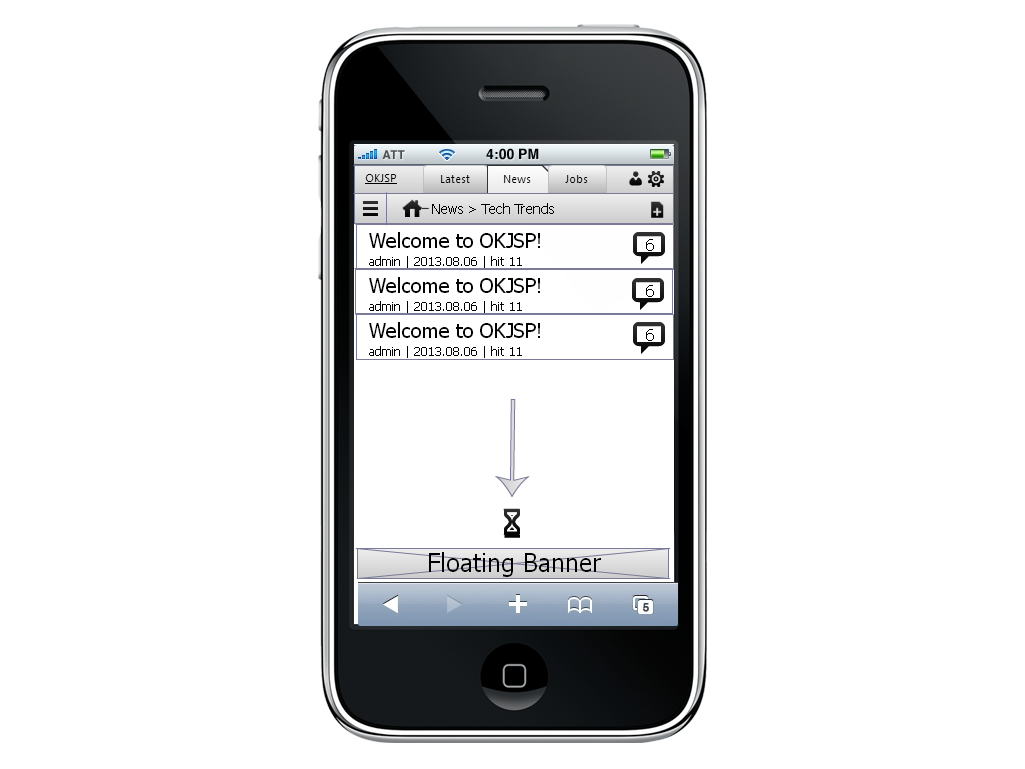 ATT 4:00 PM
OKJSP Latest News Jobs
News > Tech Trends
Welcome to OKJSP!
admin | 2013.08.06 | hit 11
6
Welcome to OKJSP!
admin | 2013.08.06 | hit 11
6
Welcome to OKJSP!
admin | 2013.08.06 | hit 11
6
Floating Banner
5